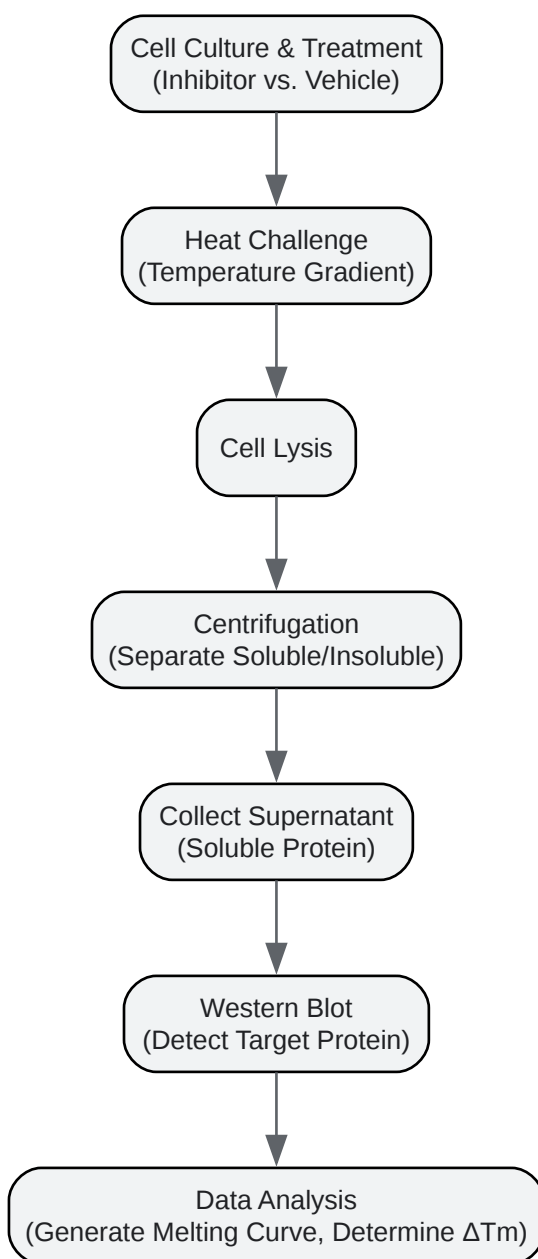 Cell Culture & Treatment
(Inhibitor vs. Vehicle)
Heat Challenge
(Temperature Gradient)
Cell Lysis
Centrifugation
(Separate Soluble/Insoluble)
Collect Supernatant
(Soluble Protein)
Western Blot
(Detect Target Protein)
Data Analysis
(Generate Melting Curve, Determine ΔTm)